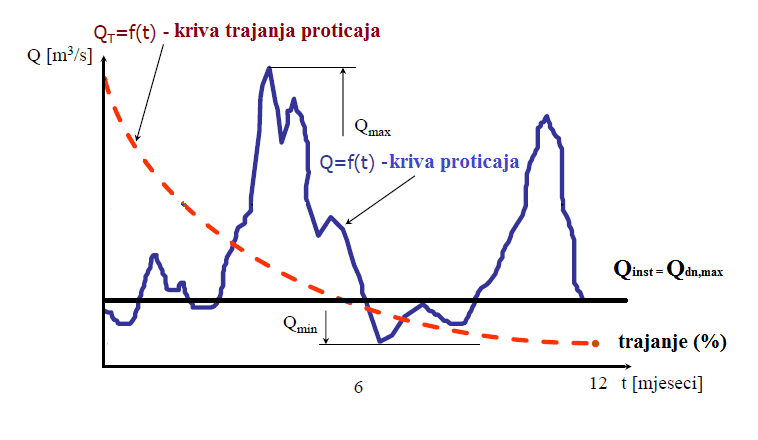 Q_T=f(t) - kriva trajanja proticaja
Q [m³/s]
Q_max
Q=f(t) -kriva proticaja
Q_inst = Q_dn,max
Q_min
trajanje (%)
6
12 t [mjeseci]